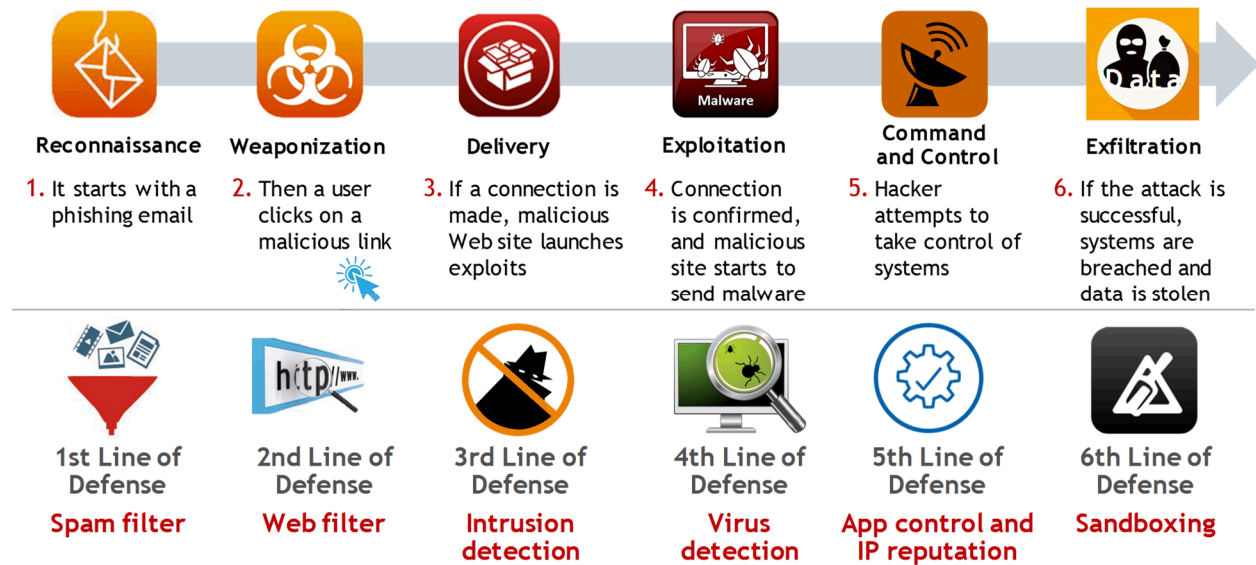 Malware
Data
Reconnaissance
Weaponization
Delivery
Exploitation
Command
and Control
Exfiltration
1. It starts with a
phishing email
2. Then a user
clicks on a
malicious link
3. If a connection is
made, malicious
Web site launches
exploits
4. Connection
is confirmed,
and malicious
site starts to
send malware
5. Hacker
attempts to
take control of
systems
6. If the attack is
successful,
systems are
breached and
data is stolen
http://www.
1st Line of
Defense
Spam filter
2nd Line of
Defense
Web filter
3rd Line of
Defense
Intrusion
detection
4th Line of
Defense
Virus
detection
5th Line of
Defense
App control and
IP reputation
6th Line of
Defense
Sandboxing